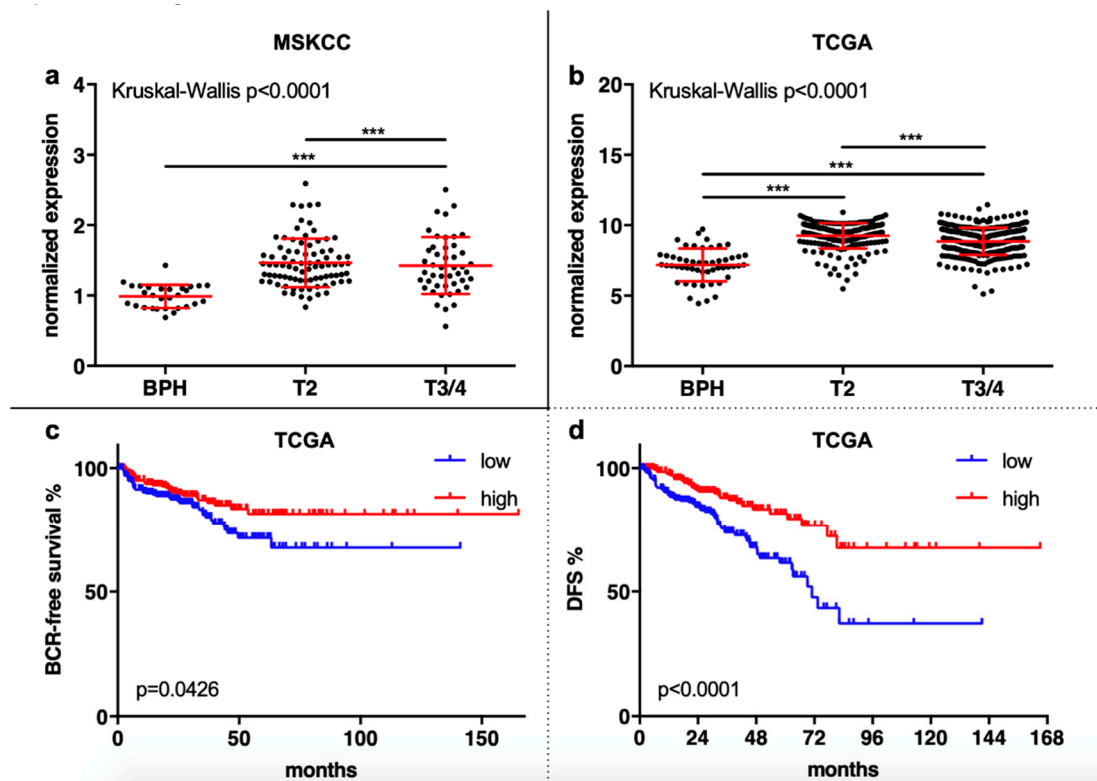 MSKCC
a
Kruskal-Wallis p<0.0001
normalized expression
4
3
2
1
0
***
***
BPH
T2
T3/4
TCGA
b
Kruskal-Wallis p<0.0001
normalized expression
20
15
10
5
0
***
***
***
BPH
T2
T3/4
c
TCGA
low
high
BCR-free survival %
100
50
0
p=0.0426
0
50
100
150
months
d
TCGA
low
high
DFS %
100
50
0
p<0.0001
0
24
48
72
96
120
144
168
months